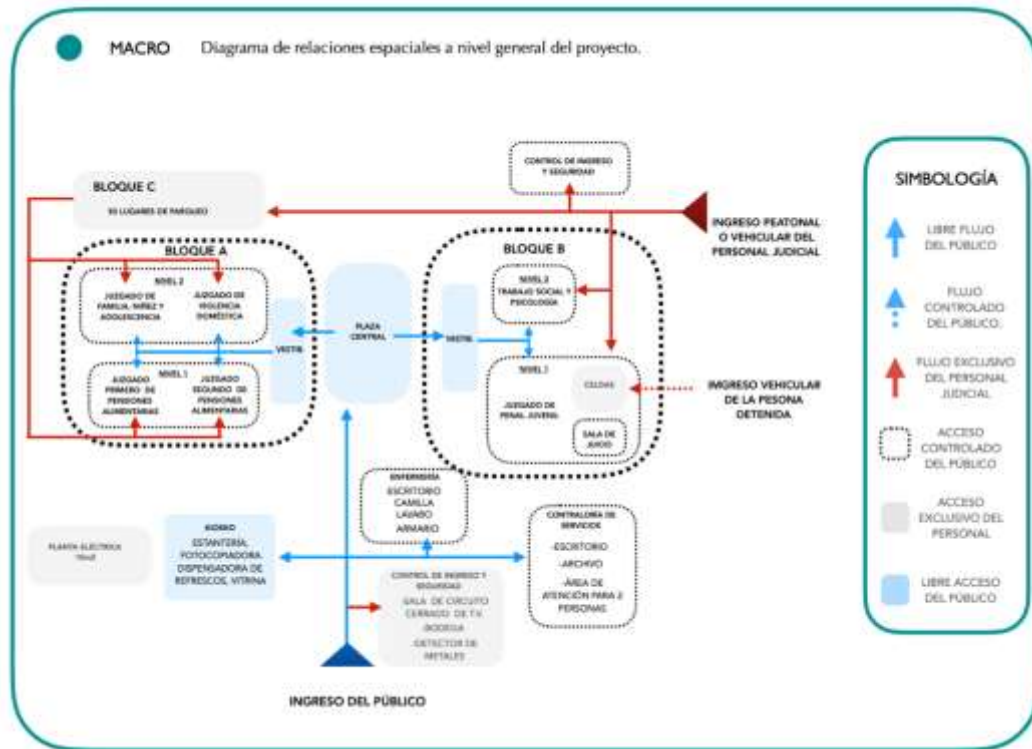 MACRO Diagrama de relaciones espaciales a nivel general del proyecto.
CONTROL DE INGRESO
Y SEGURIDAD
BLOQUE C
LUGARES DE PARQUEO
INGRESO PEATONAL
O VEHICULAR DEL
PERSONAL JUDICIAL
BLOQUE A
NIVEL 2
JUZGADO DE
FAMILIA, NIÑEZ Y
ADOLESCENCIA
JUZGADO DE
VIOLENCIA
DOMÉSTICA
VESTIB.
NIVEL 1
JUZGADO
PRIMERO DE
PENSIONES
ALIMENTARIAS
JUZGADO
SEGUNDO DE
PENSIONES
ALIMENTARIAS
PLAZA
CENTRAL
BLOQUE B
NIVEL 2
TRABAJO SOCIAL Y
PSICOLOGÍA
VESTIB.
NIVEL 1
JUZGADO DE
PENAL JUVENIL
CELDAS
SALA DE
JUICIO
IMGRESO VEHICULAR
DE LA PESONA
DETENIDA
ENFERMERÍA
ESCRITORIO
CAMILLA
LAVABO
ARMARIO
PLANTA ELÉCTRICA
KIOSKO
ESTANTERÍA,
FOTOCOPIADORA
DISPENSADORA DE
REFRESCOS, VITRINA
CONTRALORÍA DE
SERVICIOS
-ESCRITORIO
-ARCHIVO
-ÁREA DE
ATENCIÓN PARA 2
PERSONAS
CONTROL DE INGRESO Y
SEGURIDAD
-SALA DE CIRCUITO
CERRADO DE T.V.
-BODEGA
-DETECTOR DE
METALES
INGRESO DEL PÚBLICO
SIMBOLOGÍA
LIBRE FLUJO
DEL PÚBLICO
FLUJO
CONTROLADO
DEL PÚBLICO.
FLUJO EXCLUSIVO
DEL PERSONAL
JUDICIAL
ACCESO
CONTROLADO
DEL PÚBLICO
ACCESO
EXCLUSIVO DEL
PERSONAL
LIBRE ACCESO
DEL PÚBLICO